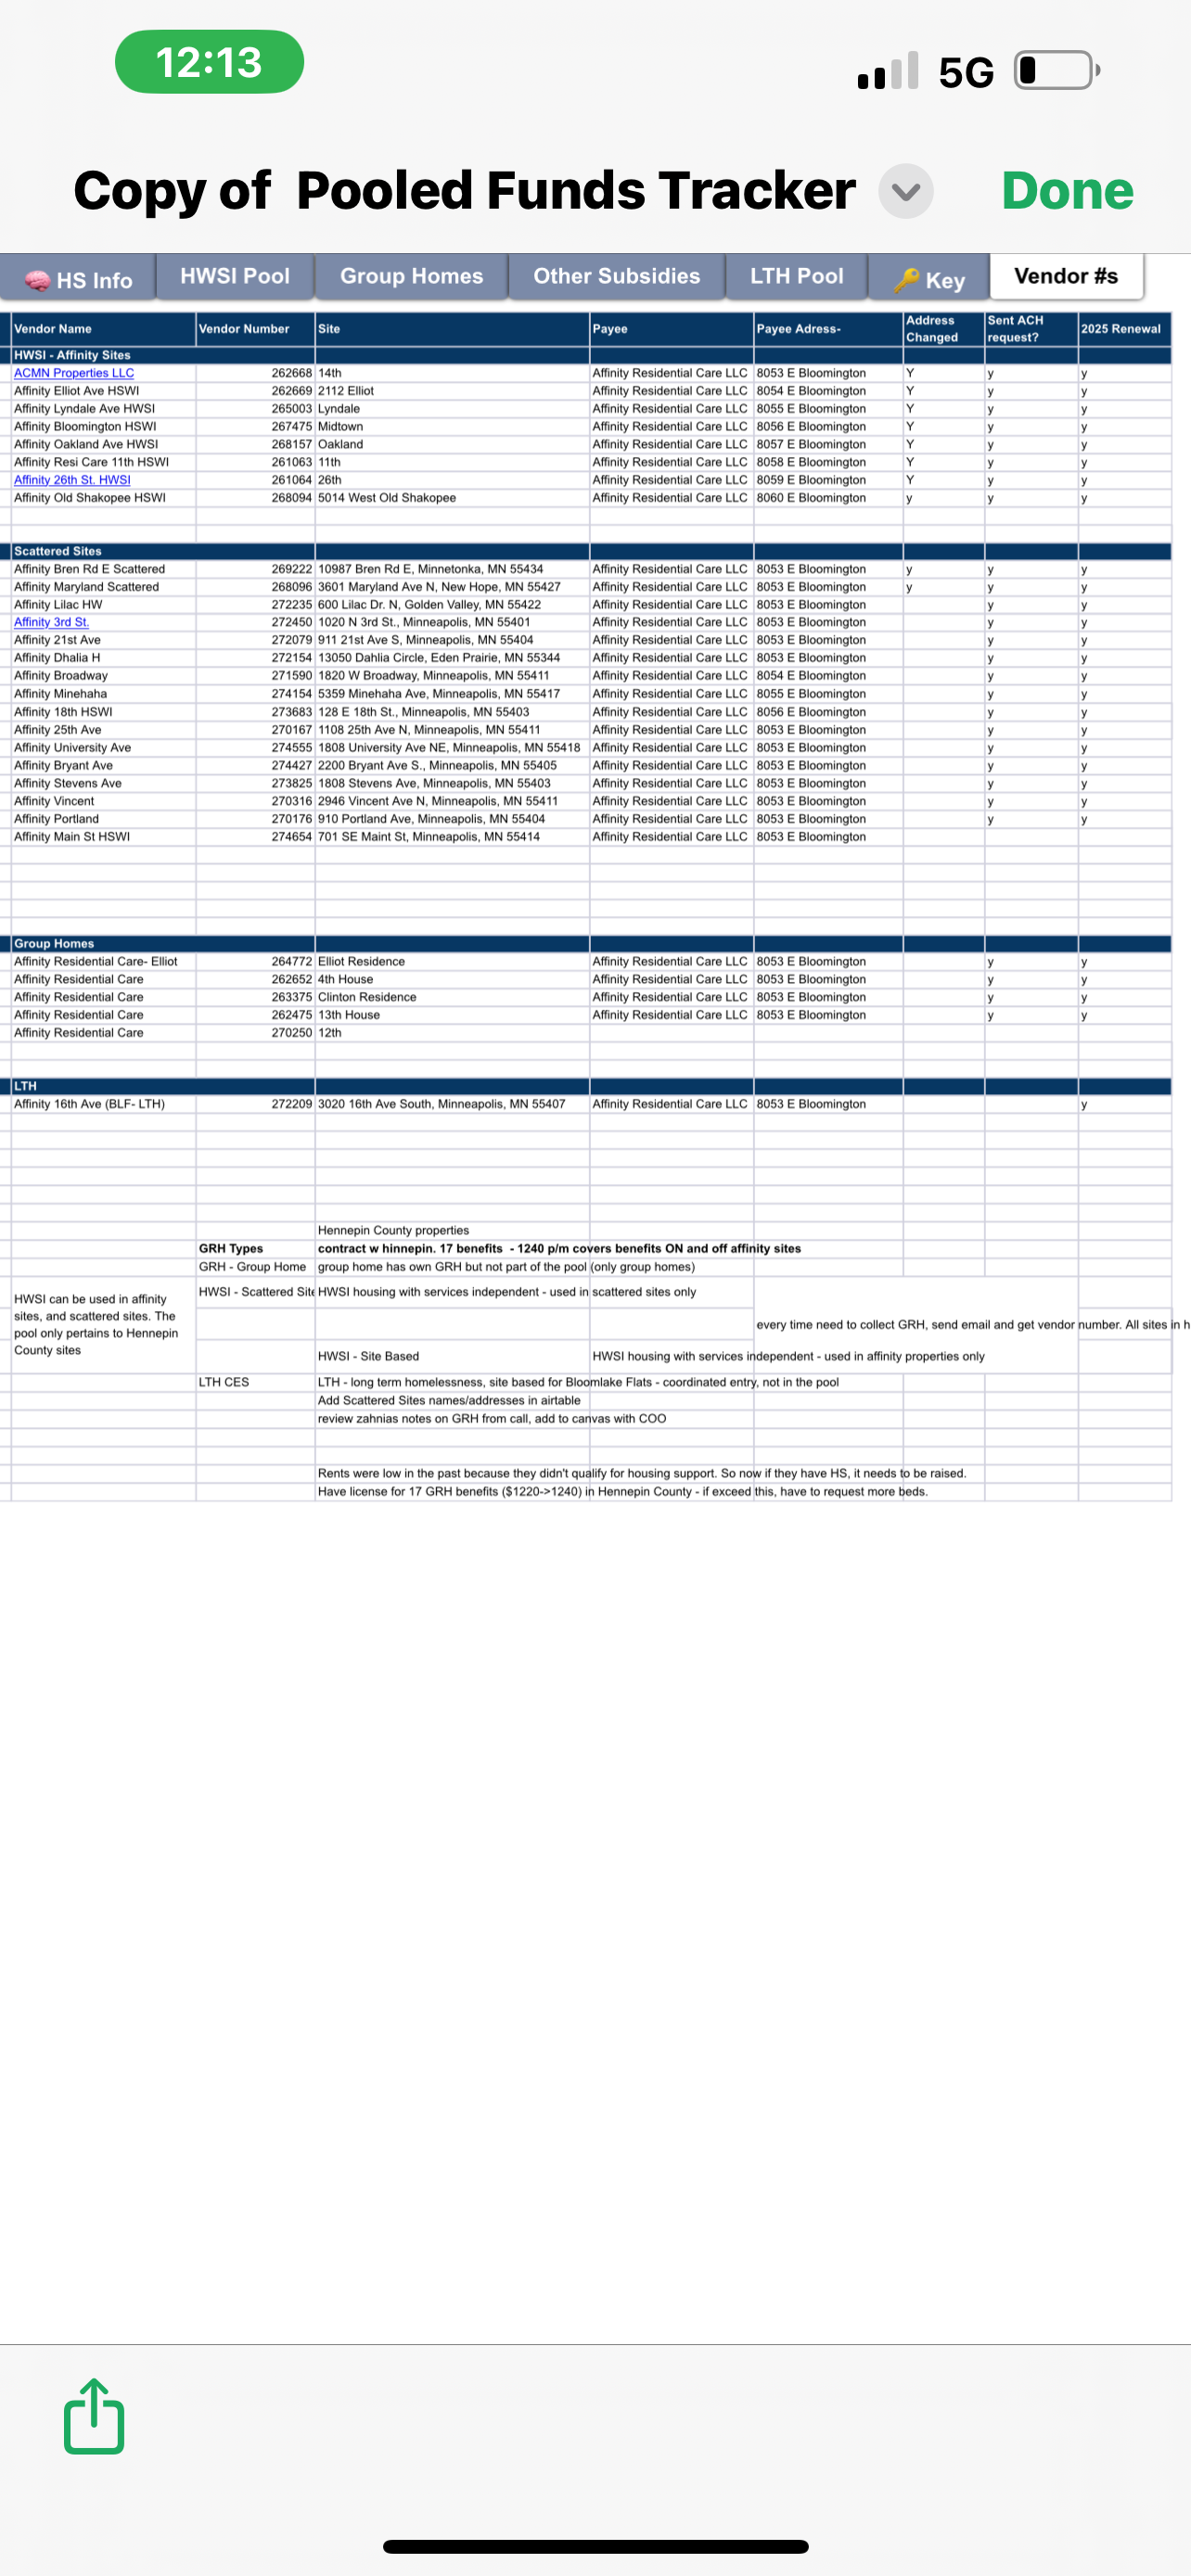 12:13
5G
Copy of Pooled Funds Tracker
Done
🧠 HS Info HWSI Pool Group Homes Other Subsidies LTH Pool 🔑 Key Vendor #s
Vendor Name Vendor Number Site Payee Payee Adress- Address Changed Sent ACH request? 2025 Renewal
HWSI - Affinity Sites
ACMN Properties LLC 262668 14th Affinity Residential Care LLC 8053 E Bloomington Y y y
Affinity Elliot Ave HSWI 262669 2112 Elliot Affinity Residential Care LLC 8054 E Bloomington Y y y
Affinity Lyndale Ave HWSI 265003 Lyndale Affinity Residential Care LLC 8055 E Bloomington Y y y
Affinity Bloomington HSWI 267475 Midtown Affinity Residential Care LLC 8056 E Bloomington Y y y
Affinity Oakland Ave HWSI 268157 Oakland Affinity Residential Care LLC 8057 E Bloomington Y y y
Affinity Resi Care 11th HSWI 261063 11th Affinity Residential Care LLC 8058 E Bloomington Y y y
Affinity 26th St. HWSI 261064 26th Affinity Residential Care LLC 8059 E Bloomington Y y y
Affinity Old Shakopee HSWI 268094 5014 West Old Shakopee Affinity Residential Care LLC 8060 E Bloomington y y y
Scattered Sites
Affinity Bren Rd E Scattered 269222 10987 Bren Rd E, Minnetonka, MN 55434 Affinity Residential Care LLC 8053 E Bloomington y y y
Affinity Maryland Scattered 268096 3601 Maryland Ave N, New Hope, MN 55427 Affinity Residential Care LLC 8053 E Bloomington y y y
Affinity Lilac HW 272235 600 Lilac Dr. N, Golden Valley, MN 55422 Affinity Residential Care LLC 8053 E Bloomington y y
Affinity 3rd St. 272450 1020 N 3rd St., Minneapolis, MN 55401 Affinity Residential Care LLC 8053 E Bloomington y y
Affinity 21st Ave 272079 911 21st Ave S, Minneapolis, MN 55404 Affinity Residential Care LLC 8053 E Bloomington y y
Affinity Dhalia H 272154 13050 Dahlia Circle, Eden Prairie, MN 55344 Affinity Residential Care LLC 8053 E Bloomington y y
Affinity Broadway 271590 1820 W Broadway, Minneapolis, MN 55411 Affinity Residential Care LLC 8054 E Bloomington y y
Affinity Minehaha 274154 5359 Minehaha Ave, Minneapolis, MN 55417 Affinity Residential Care LLC 8055 E Bloomington y y
Affinity 18th HSWI 273683 128 E 18th St., Minneapolis, MN 55403 Affinity Residential Care LLC 8056 E Bloomington y y
Affinity 25th Ave 270167 1108 25th Ave N, Minneapolis, MN 55411 Affinity Residential Care LLC 8053 E Bloomington y y
Affinity University Ave 274555 1808 University Ave NE, Minneapolis, MN 55418 Affinity Residential Care LLC 8053 E Bloomington y y
Affinity Bryant Ave 274427 2200 Bryant Ave S., Minneapolis, MN 55405 Affinity Residential Care LLC 8053 E Bloomington y y
Affinity Stevens Ave 273825 1808 Stevens Ave, Minneapolis, MN 55403 Affinity Residential Care LLC 8053 E Bloomington y y
Affinity Vincent 270316 2946 Vincent Ave N, Minneapolis, MN 55411 Affinity Residential Care LLC 8053 E Bloomington y y
Affinity Portland 270176 910 Portland Ave, Minneapolis, MN 55404 Affinity Residential Care LLC 8053 E Bloomington y y
Affinity Main St HSWI 274654 701 SE Maint St, Minneapolis, MN 55414 Affinity Residential Care LLC 8053 E Bloomington
Group Homes
Affinity Residential Care- Elliot 264772 Elliot Residence Affinity Residential Care LLC 8053 E Bloomington y y
Affinity Residential Care 262652 4th House Affinity Residential Care LLC 8053 E Bloomington y y
Affinity Residential Care 263375 Clinton Residence Affinity Residential Care LLC 8053 E Bloomington y y
Affinity Residential Care 262475 13th House Affinity Residential Care LLC 8053 E Bloomington y y
Affinity Residential Care 270250 12th
LTH
Affinity 16th Ave (BLF- LTH) 272209 3020 16th Ave South, Minneapolis, MN 55407 Affinity Residential Care LLC 8053 E Bloomington y
Hennepin County properties
GRH Types contract w hinnepin. 17 benefits - 1240 p/m covers benefits ON and off affinity sites
GRH - Group Home group home has own GRH but not part of the pool (only group homes)
HWSI - Scattered Site HWSI housing with services independent - used in scattered sites only
HWSI can be used in affinity
sites, and scattered sites. The
pool only pertains to Hennepin
County sites
every time need to collect GRH, send email and get vendor number. All sites in h
HWSI - Site Based HWSI housing with services independent - used in affinity properties only
LTH CES LTH - long term homelessness, site based for Bloomlake Flats - coordinated entry, not in the pool
Add Scattered Sites names/addresses in airtable
review zahnias notes on GRH from call, add to canvas with COO
Rents were low in the past because they didn't qualify for housing support. So now if they have HS, it needs to be raised.
Have license for 17 GRH benefits ($1220->1240) in Hennepin County - if exceed this, have to request more beds.